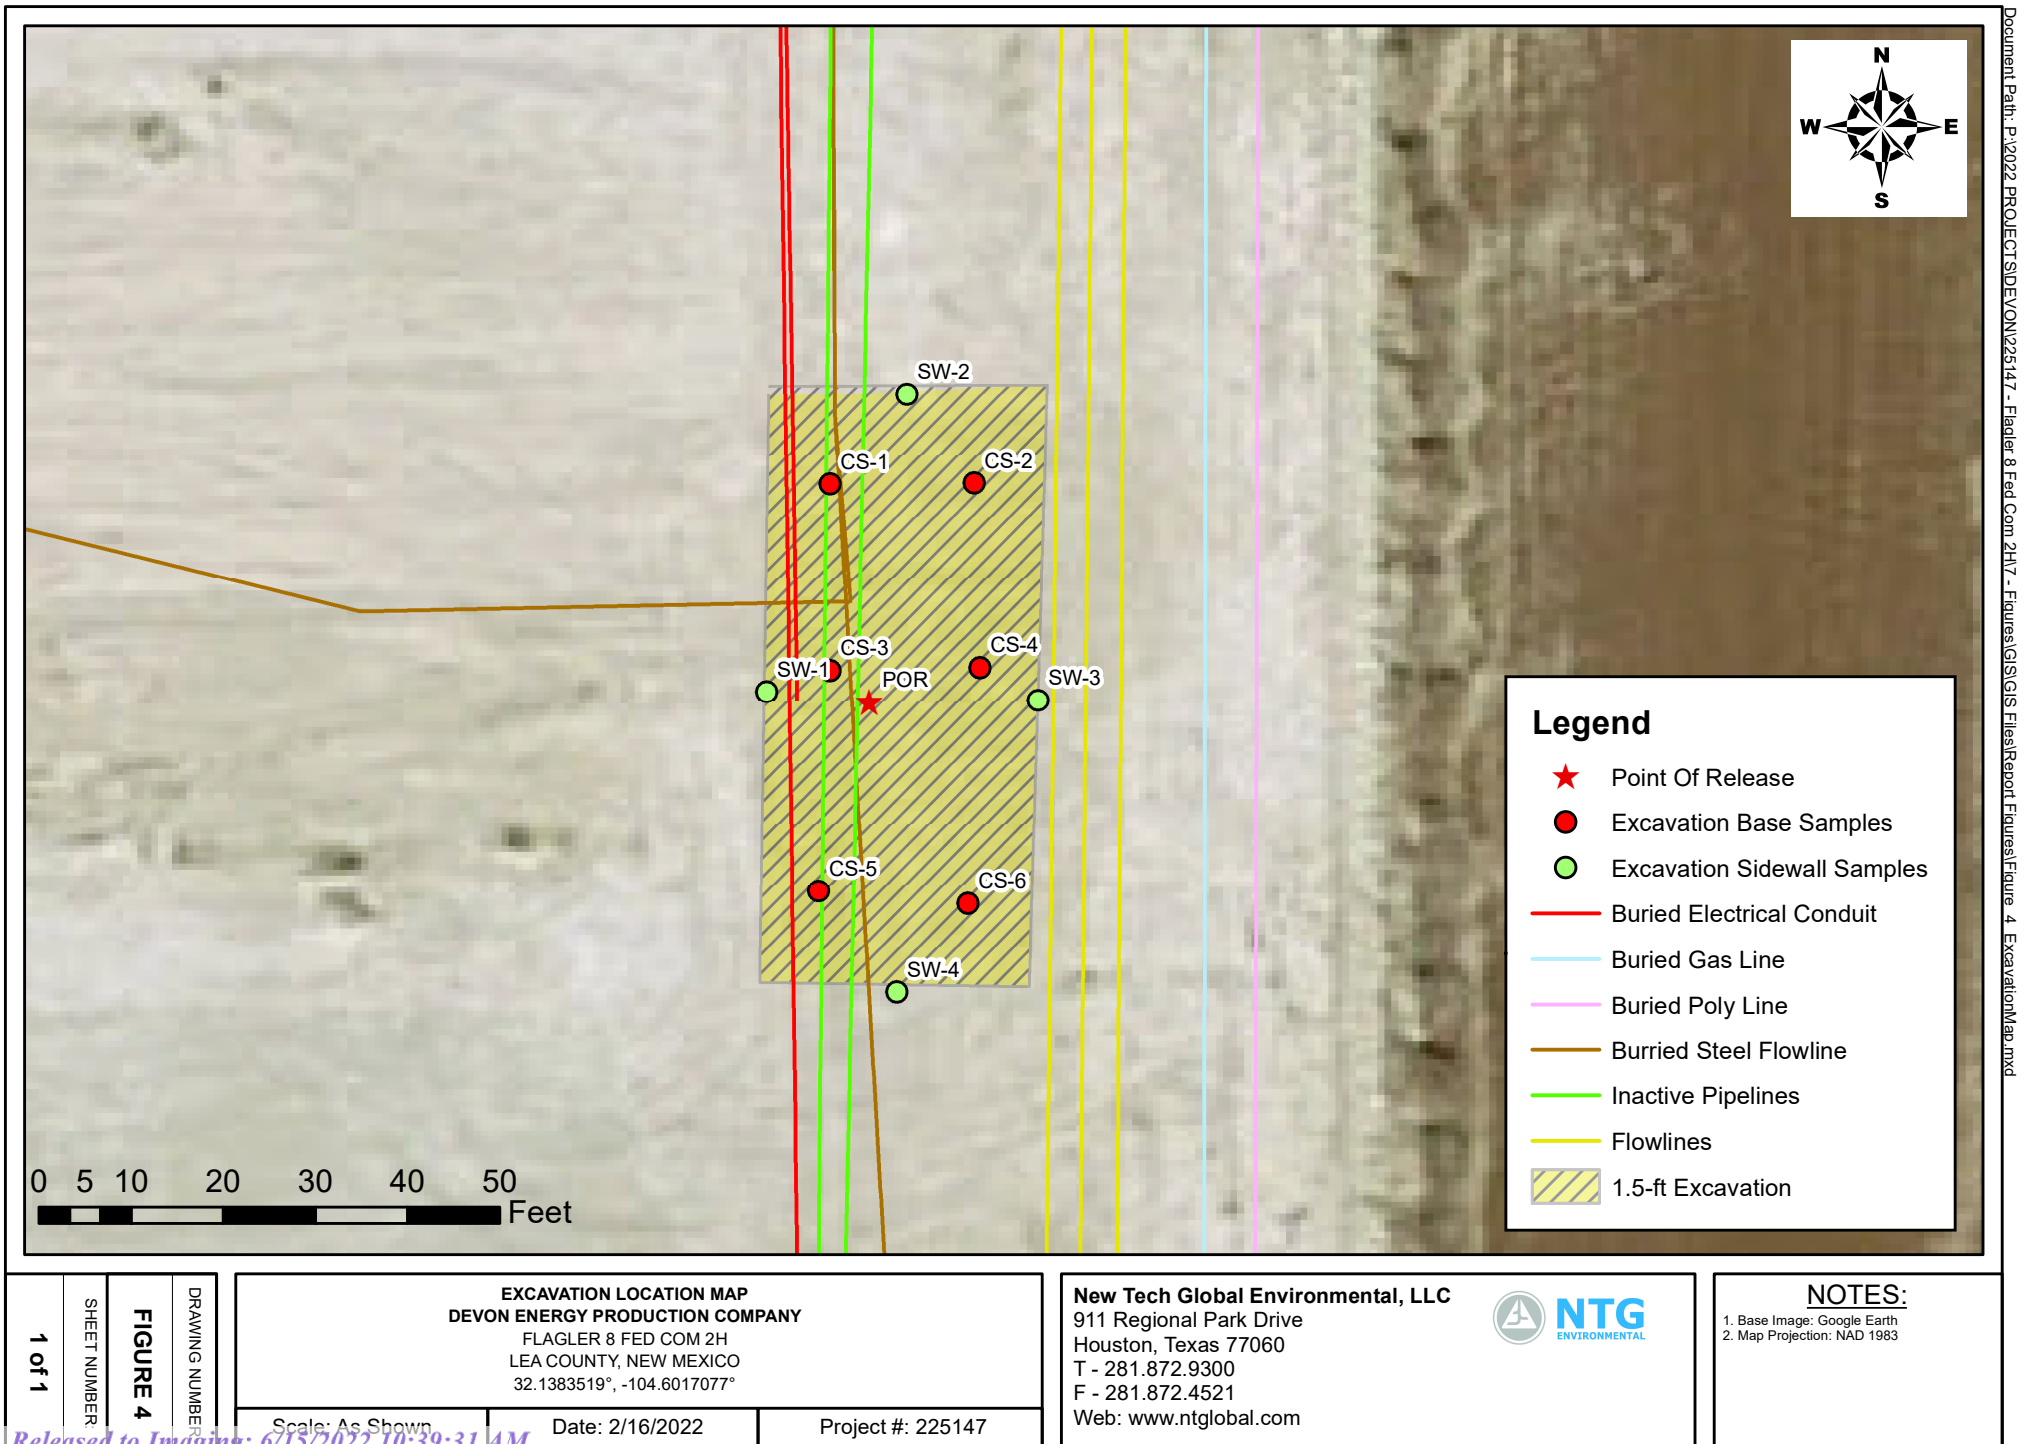 N
W
E
S
SW-2
CS-1
CS-2
CS-3
CS-4
SW-1
POR
SW-3
CS-5
CS-6
SW-4
Legend
Point Of Release
Excavation Base Samples
Excavation Sidewall Samples
Buried Electrical Conduit
Buried Gas Line
Buried Poly Line
Burried Steel Flowline
Inactive Pipelines
Flowlines
1.5-ft Excavation
0 5 10 20 30 40 50
Feet
Document Path: P:\2022 PROJECTS\DEVON\225147 - Flagler 8 Fed Com 2H\7 - Figures\GIS\GIS Files\Report Figures\Figure_4_ExcavationMap.mxd
DRAWING NUMBER:
FIGURE 4
SHEET NUMBER:
1 of 1
EXCAVATION LOCATION MAP
DEVON ENERGY PRODUCTION COMPANY
FLAGLER 8 FED COM 2H
LEA COUNTY, NEW MEXICO
32.1383519°, -104.6017077°
Scale: As Shown
Date: 2/16/2022
Project #: 225147
New Tech Global Environmental, LLC
911 Regional Park Drive
Houston, Texas 77060
T - 281.872.9300
F - 281.872.4521
Web: www.ntglobal.com
NTG
ENVIRONMENTAL
NOTES:
1. Base Image: Google Earth
2. Map Projection: NAD 1983
Released to Imaging: 6/15/2022 10:39:31 AM